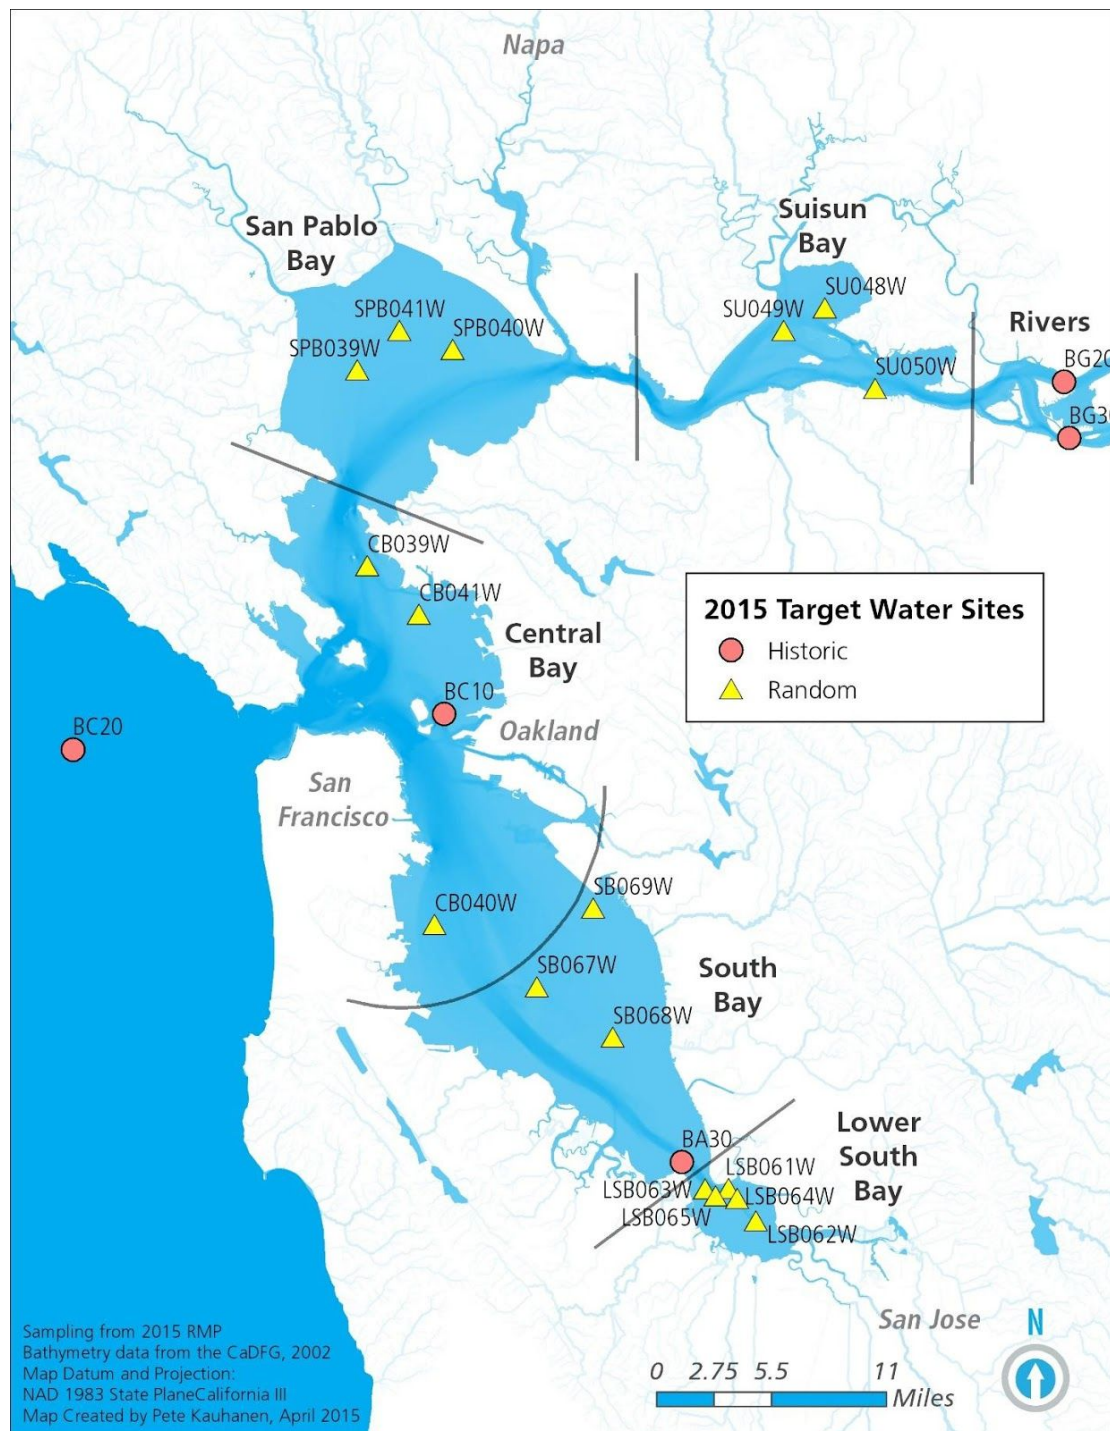 Napa
San Pablo
Bay
Suisun
Bay
SPB041W
SPB040W
SPB039W
SU048W
SU049W
SU050W
Rivers
BG20
BG30
CB039W
CB041W
Central
Bay
BC10
Oakland
BC20
San
Francisco
2015 Target Water Sites
Historic
Random
CB040W
SB069W
SB067W
SB068W
South
Bay
BA30
LSB061W
LSB063W
LSB064W
LSB065W
LSB062W
Lower
South
Bay
San Jose
N
0 2.75 5.5 11
Miles
Sampling from 2015 RMP
Bathymetry data from the CaDFG, 2002
Map Datum and Projection:
NAD 1983 State PlaneCalifornia III
Map Created by Pete Kauhanen, April 2015